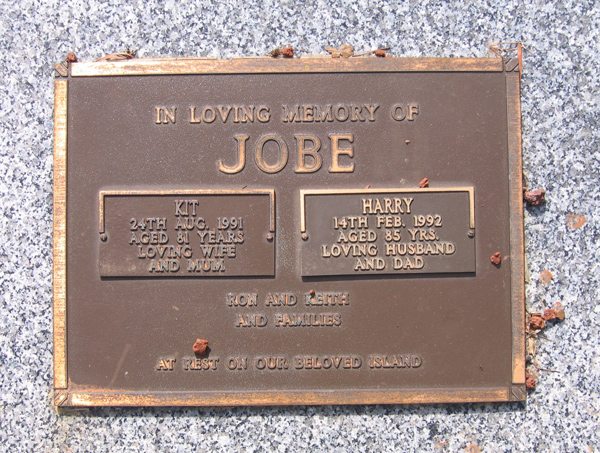 IN LOVING MEMORY OF
JOBE
KIT
24TH AUG. 1991
AGED 81 YEARS
LOVING WIFE
AND MUM
HARRY
14TH FEB. 1992
AGED 85 YRS.
LOVING HUSBAND
AND DAD
RON AND KEITH
AND FAMILIES
AT REST ON OUR BELOVED ISLAND